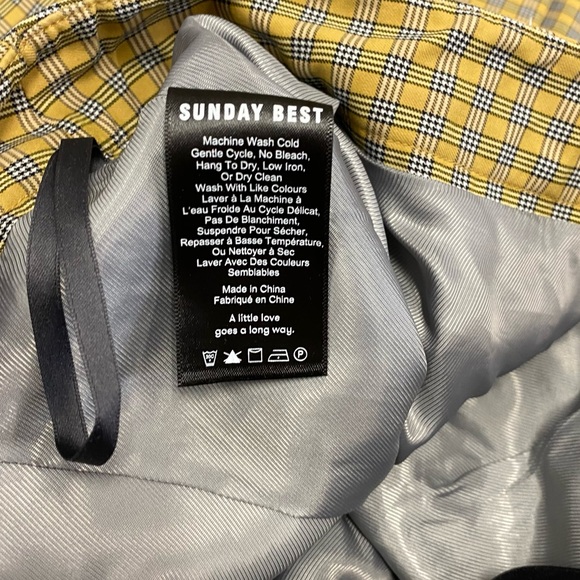 SUNDAY BEST
Machine Wash Cold
Gentle Cycle, No Bleach,
Hang To Dry, Low Iron,
Or Dry Clean
Wash With Like Colours
Laver à La Machine à
L'eau Froide Au Cycle Délicat,
Pas De Blanchiment,
Suspendre Pour Sécher,
Repasser à Basse Température,
Ou Nettoyer à Sec
Laver Avec Des Couleurs
Semblables
Made in China
Fabriqué en Chine
A little love
goes a long way.
30C P